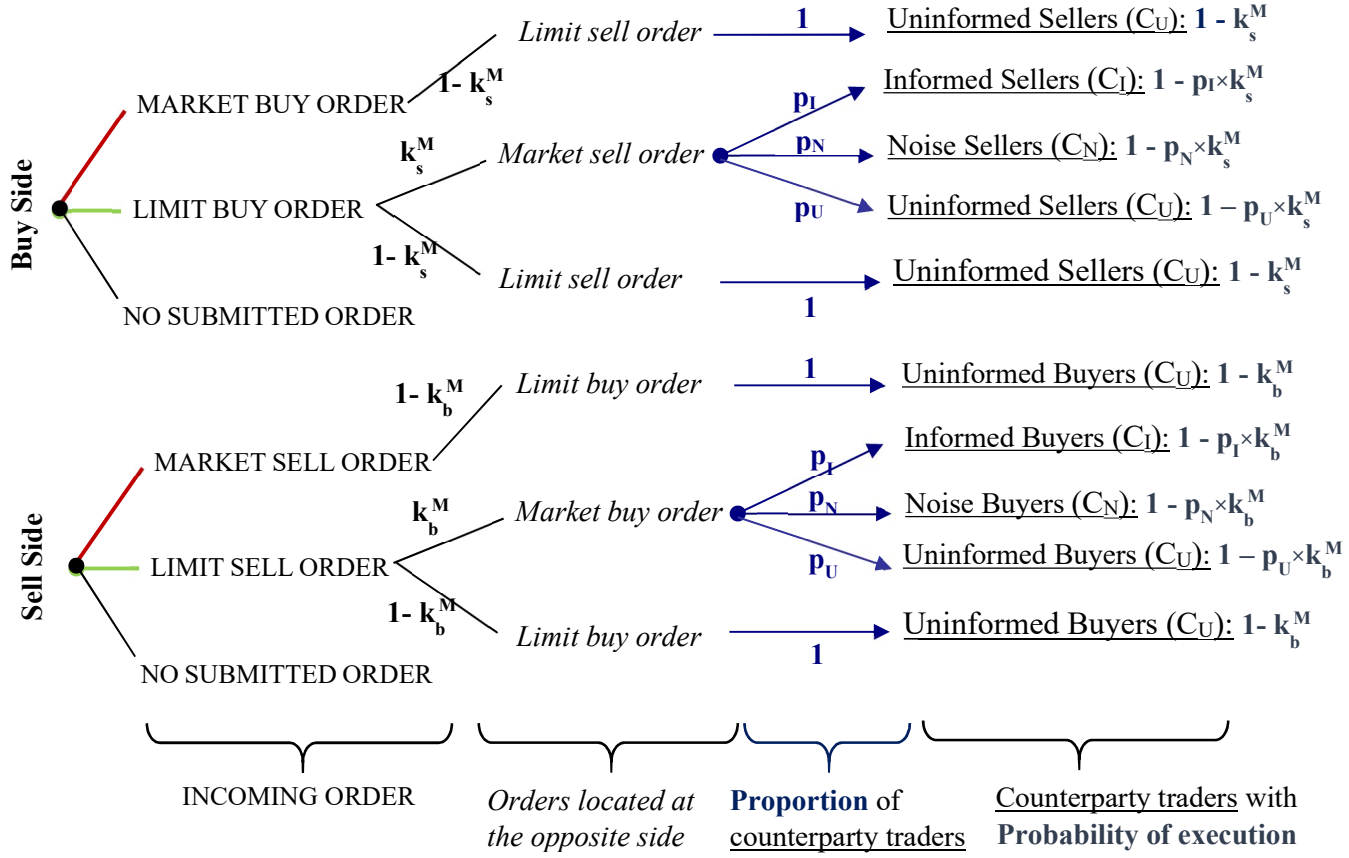 Buy Side
MARKET BUY ORDER
LIMIT BUY ORDER
NO SUBMITTED ORDER
1- k_s^M
k_s^M
1- k_s^M
Limit sell order
Market sell order
Limit sell order
1
p_I
p_N
p_U
1
Uninformed Sellers (C_U): 1 - k_s^M
Informed Sellers (C_I): 1 - p_I×k_s^M
Noise Sellers (C_N): 1 - p_N×k_s^M
Uninformed Sellers (C_U): 1 – p_U×k_s^M
Uninformed Sellers (C_U): 1 - k_s^M
Sell Side
MARKET SELL ORDER
LIMIT SELL ORDER
NO SUBMITTED ORDER
1- k_b^M
k_b^M
1- k_b^M
Limit buy order
Market buy order
Limit buy order
1
p_I
p_N
p_U
1
Uninformed Buyers (C_U): 1 - k_b^M
Informed Buyers (C_I): 1 - p_I×k_b^M
Noise Buyers (C_N): 1 - p_N×k_b^M
Uninformed Buyers (C_U): 1 – p_U×k_b^M
Uninformed Buyers (C_U): 1- k_b^M
INCOMING ORDER
Orders located at
the opposite side
Proportion of
counterparty traders
Counterparty traders with
Probability of execution